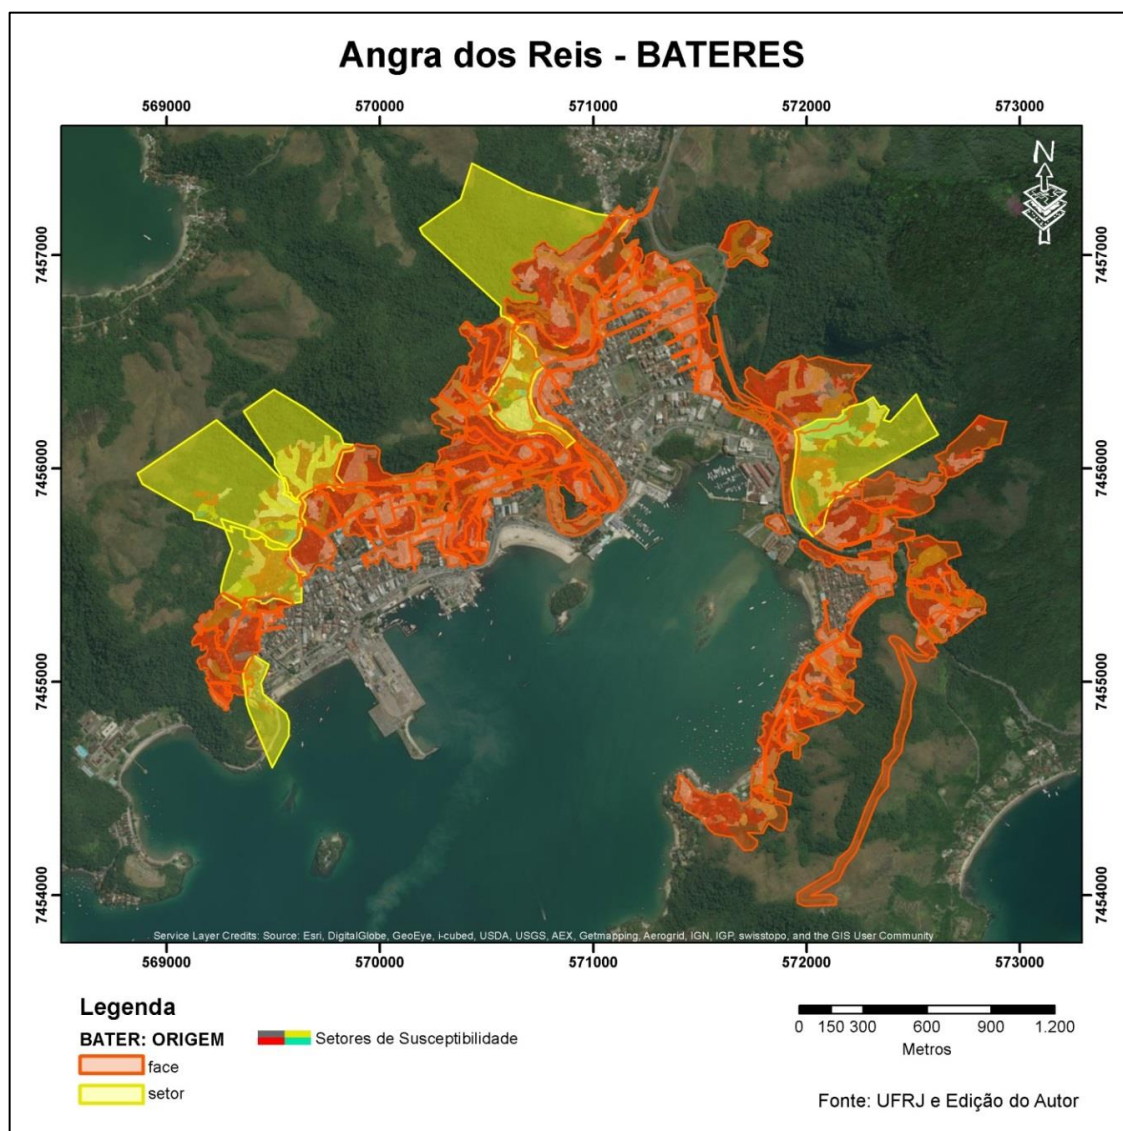 Angra dos Reis - BATERES
569000 570000 571000 572000 573000
7457000 7457000
7456000 7456000
7455000 7455000
7454000 7454000
N
Service Layer Credits: Source: Esri, DigitalGlobe, GeoEye, i-cubed, USDA, USGS, AEX, Getmapping, Aerogrid, IGN, IGP, swisstopo, and the GIS User Community
569000 570000 571000 572000 573000
Legenda
BATER: ORIGEM
face
setor
Setores de Susceptibilidade
0 150 300 600 900 1.200
Metros
Fonte: UFRJ e Edição do Autor